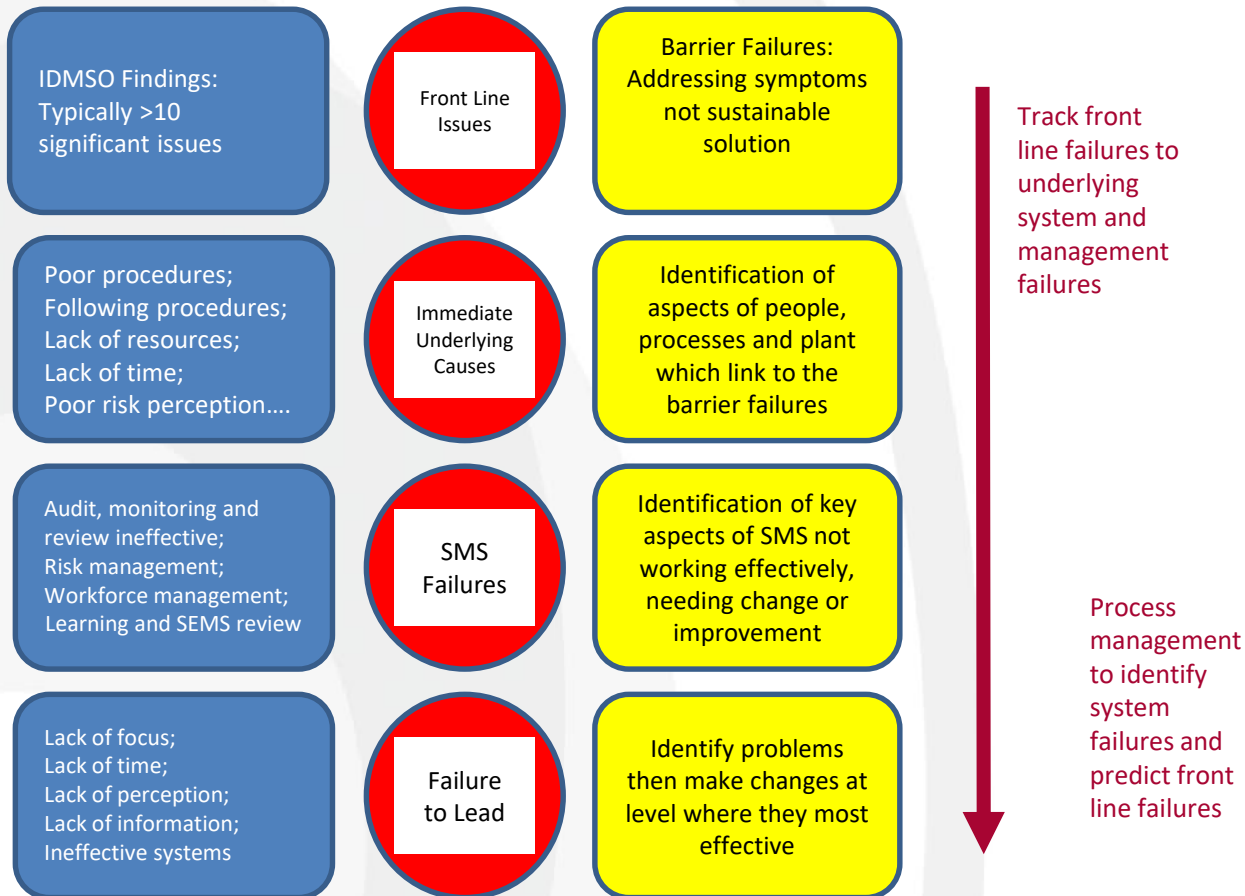 IDMSO Findings:
Typically >10
significant issues
Front Line
Issues
Barrier Failures:
Addressing symptoms
not sustainable
solution
Track front
line failures to
underlying
system and
management
failures
Poor procedures;
Following procedures;
Lack of resources;
Lack of time;
Poor risk perception....
Immediate
Underlying
Causes
Identification of
aspects of people,
processes and plant
which link to the
barrier failures
Audit, monitoring and
review ineffective;
Risk management;
Workforce management;
Learning and SEMS review
SMS
Failures
Identification of key
aspects of SMS not
working effectively,
needing change or
improvement
Process
management
to identify
system
failures and
predict front
line failures
Lack of focus;
Lack of time;
Lack of perception;
Lack of information;
Ineffective systems
Failure
to Lead
Identify problems
then make changes at
level where they most
effective